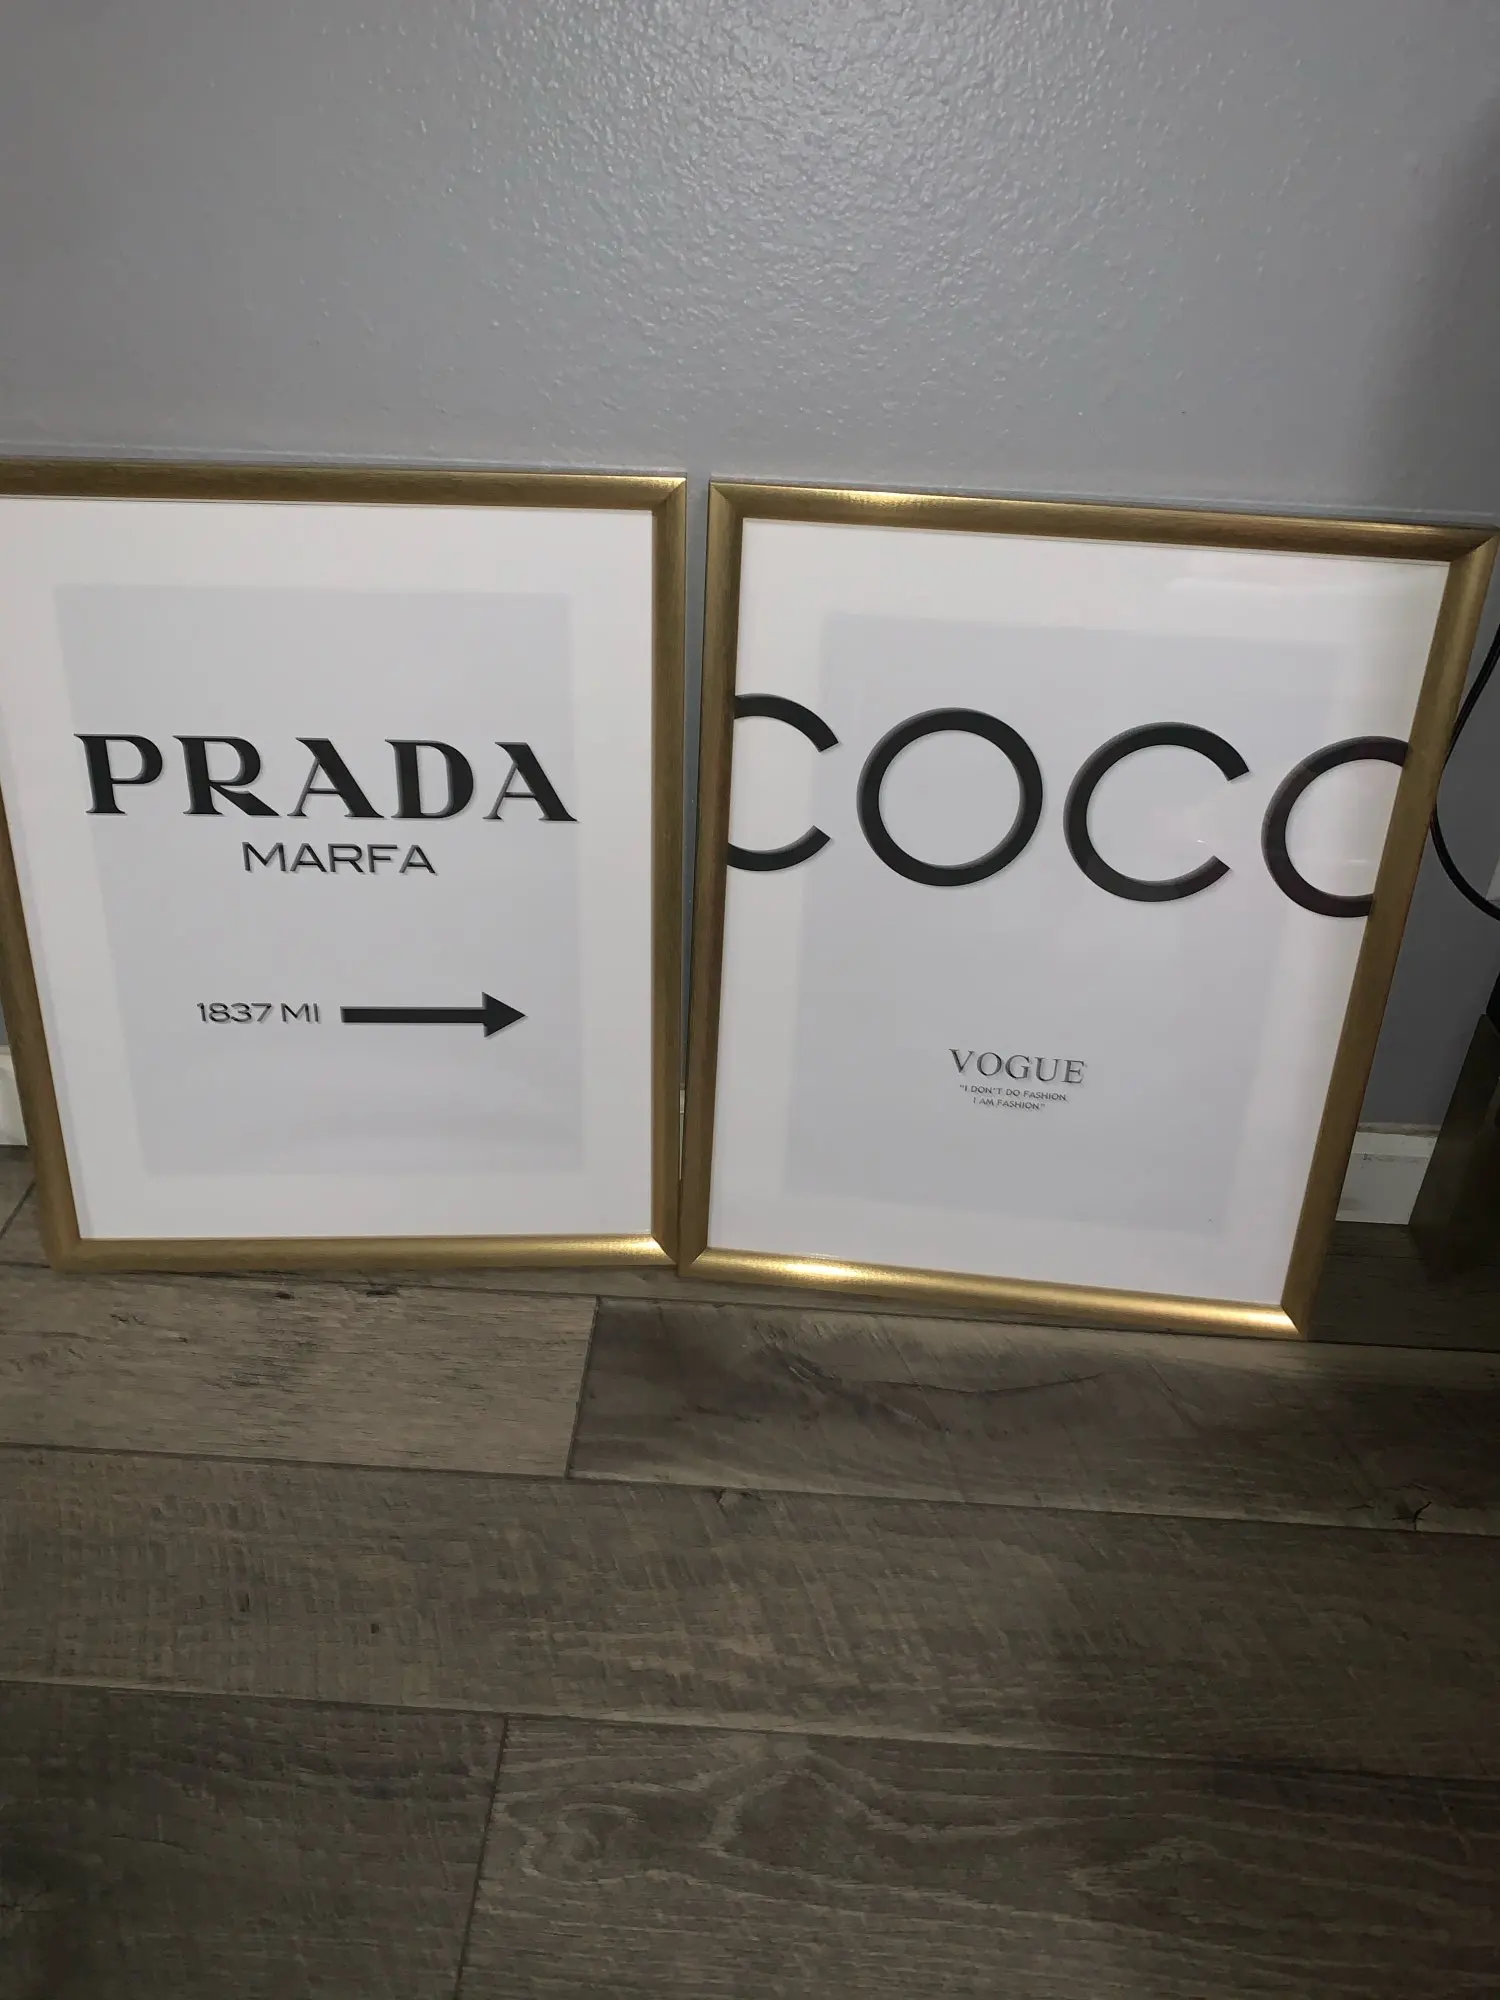 PRADA
MARFA
1837 MI
COCO
VOGUE
"I DON'T DO FASHION,
I AM FASHION"